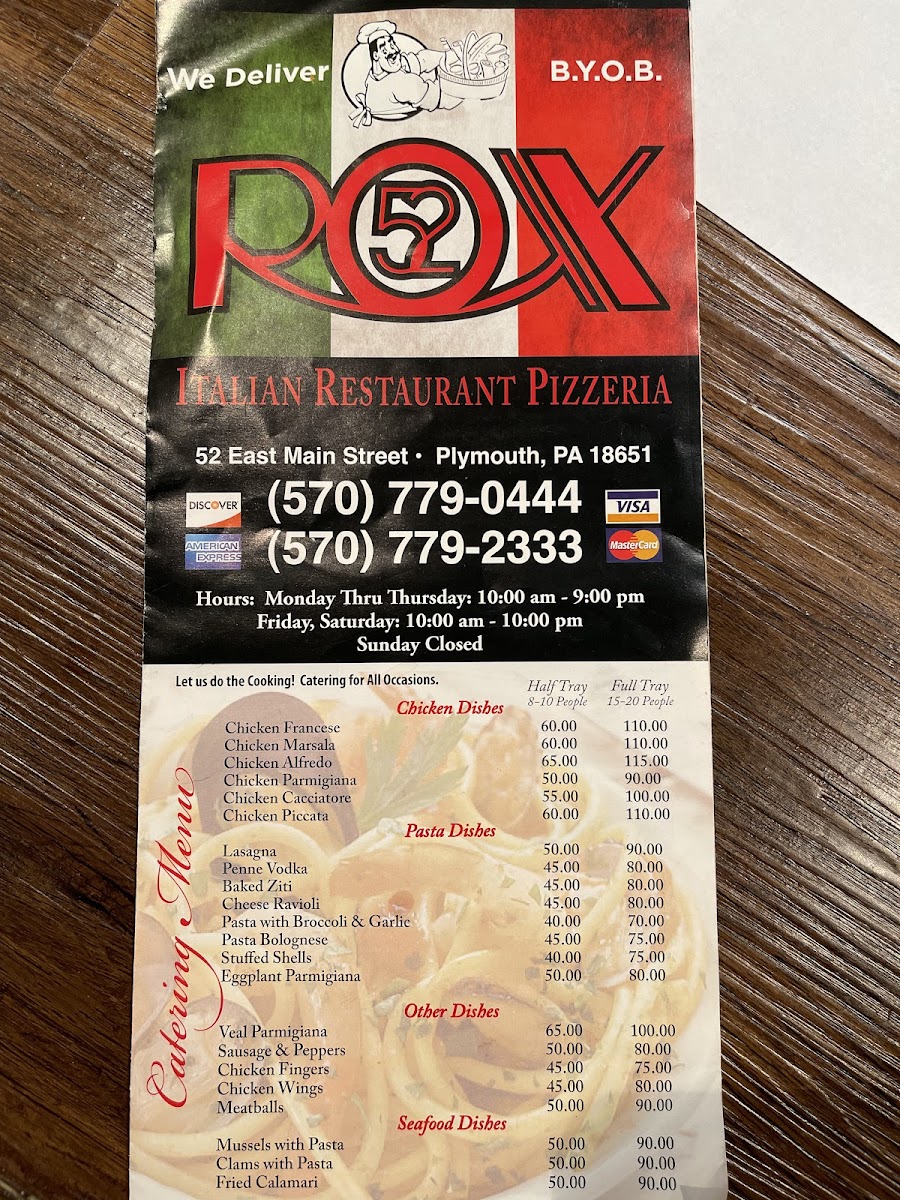 We Deliver
B.Y.O.B.
ROX
52
ITALIAN RESTAURANT PIZZERIA
52 East Main Street • Plymouth, PA 18651
DISCOVER (570) 779-0444 VISA
AMERICAN EXPRESS (570) 779-2333 MasterCard
Hours: Monday Thru Thursday: 10:00 am - 9:00 pm
Friday, Saturday: 10:00 am - 10:00 pm
Sunday Closed
Let us do the Cooking! Catering for All Occasions.
Half Tray Full Tray
8-10 People 15-20 People
Catering Menu
Chicken Dishes
Chicken Francese 60.00 110.00
Chicken Marsala 60.00 110.00
Chicken Alfredo 65.00 115.00
Chicken Parmigiana 50.00 90.00
Chicken Cacciatore 55.00 100.00
Chicken Piccata 60.00 110.00
Pasta Dishes
Lasagna 50.00 90.00
Penne Vodka 45.00 80.00
Baked Ziti 45.00 80.00
Cheese Ravioli 45.00 80.00
Pasta with Broccoli & Garlic 40.00 70.00
Pasta Bolognese 45.00 75.00
Stuffed Shells 40.00 75.00
Eggplant Parmigiana 50.00 80.00
Other Dishes
Veal Parmigiana 65.00 100.00
Sausage & Peppers 50.00 80.00
Chicken Fingers 45.00 75.00
Chicken Wings 45.00 80.00
Meatballs 50.00 90.00
Seafood Dishes
Mussels with Pasta 50.00 90.00
Clams with Pasta 50.00 90.00
Fried Calamari 50.00 90.00